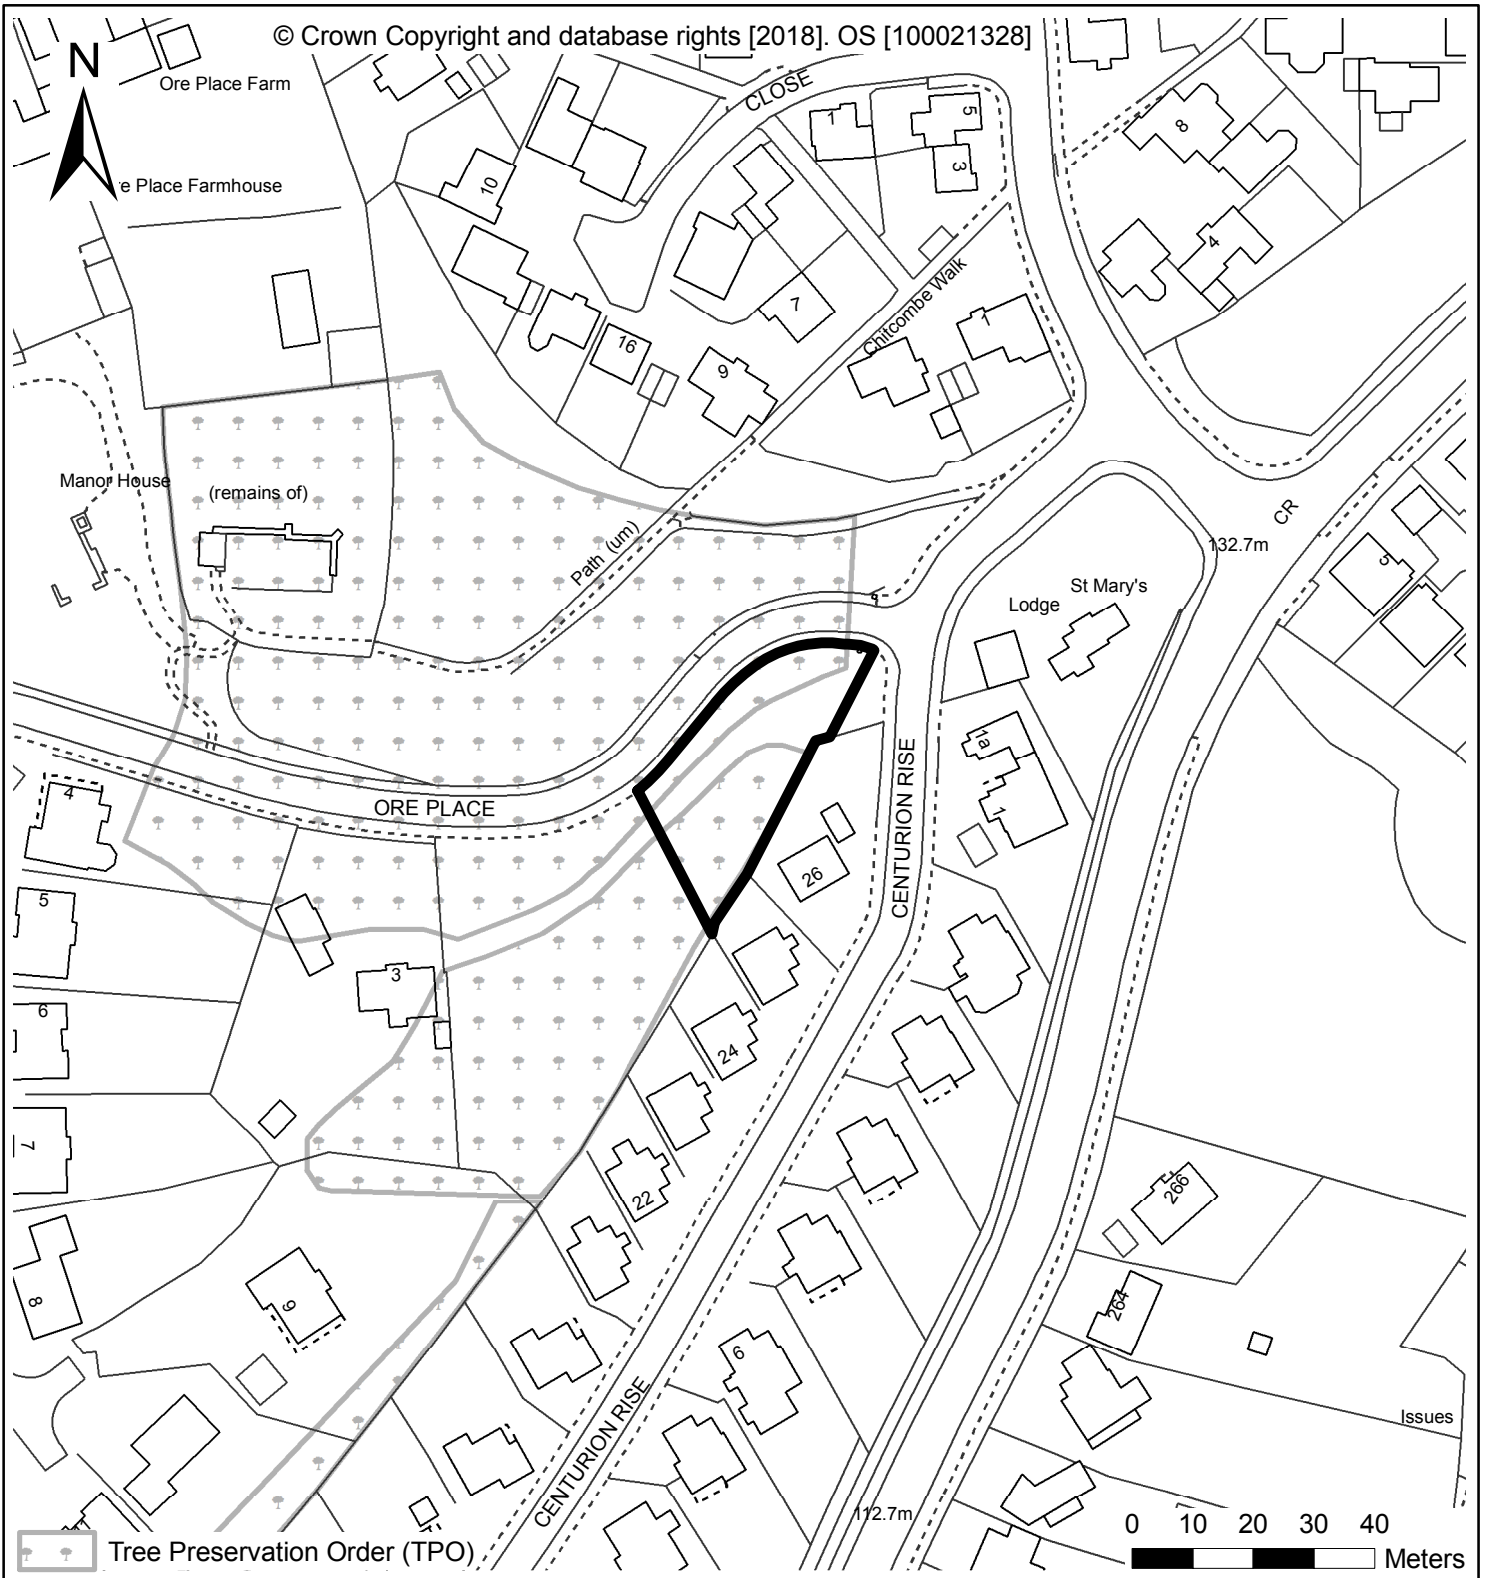 © Crown Copyright and database rights [2018]. OS [100021328]
N
Ore Place Farm
re Place Farmhouse
CLOSE
1
5
3
8
10
4
7
Chitcombe Walk
1
16
9
Manor House
(remains of)
CR
132.7m
Path (um)
5
St Mary's
Lodge
1a
1
CENTURION RISE
4
ORE PLACE
26
5
3
6
24
7
22
266
8
9
264
6
CENTURION RISE
Issues
112.7m
Tree Preservation Order (TPO)
0 10 20 30 40
Meters